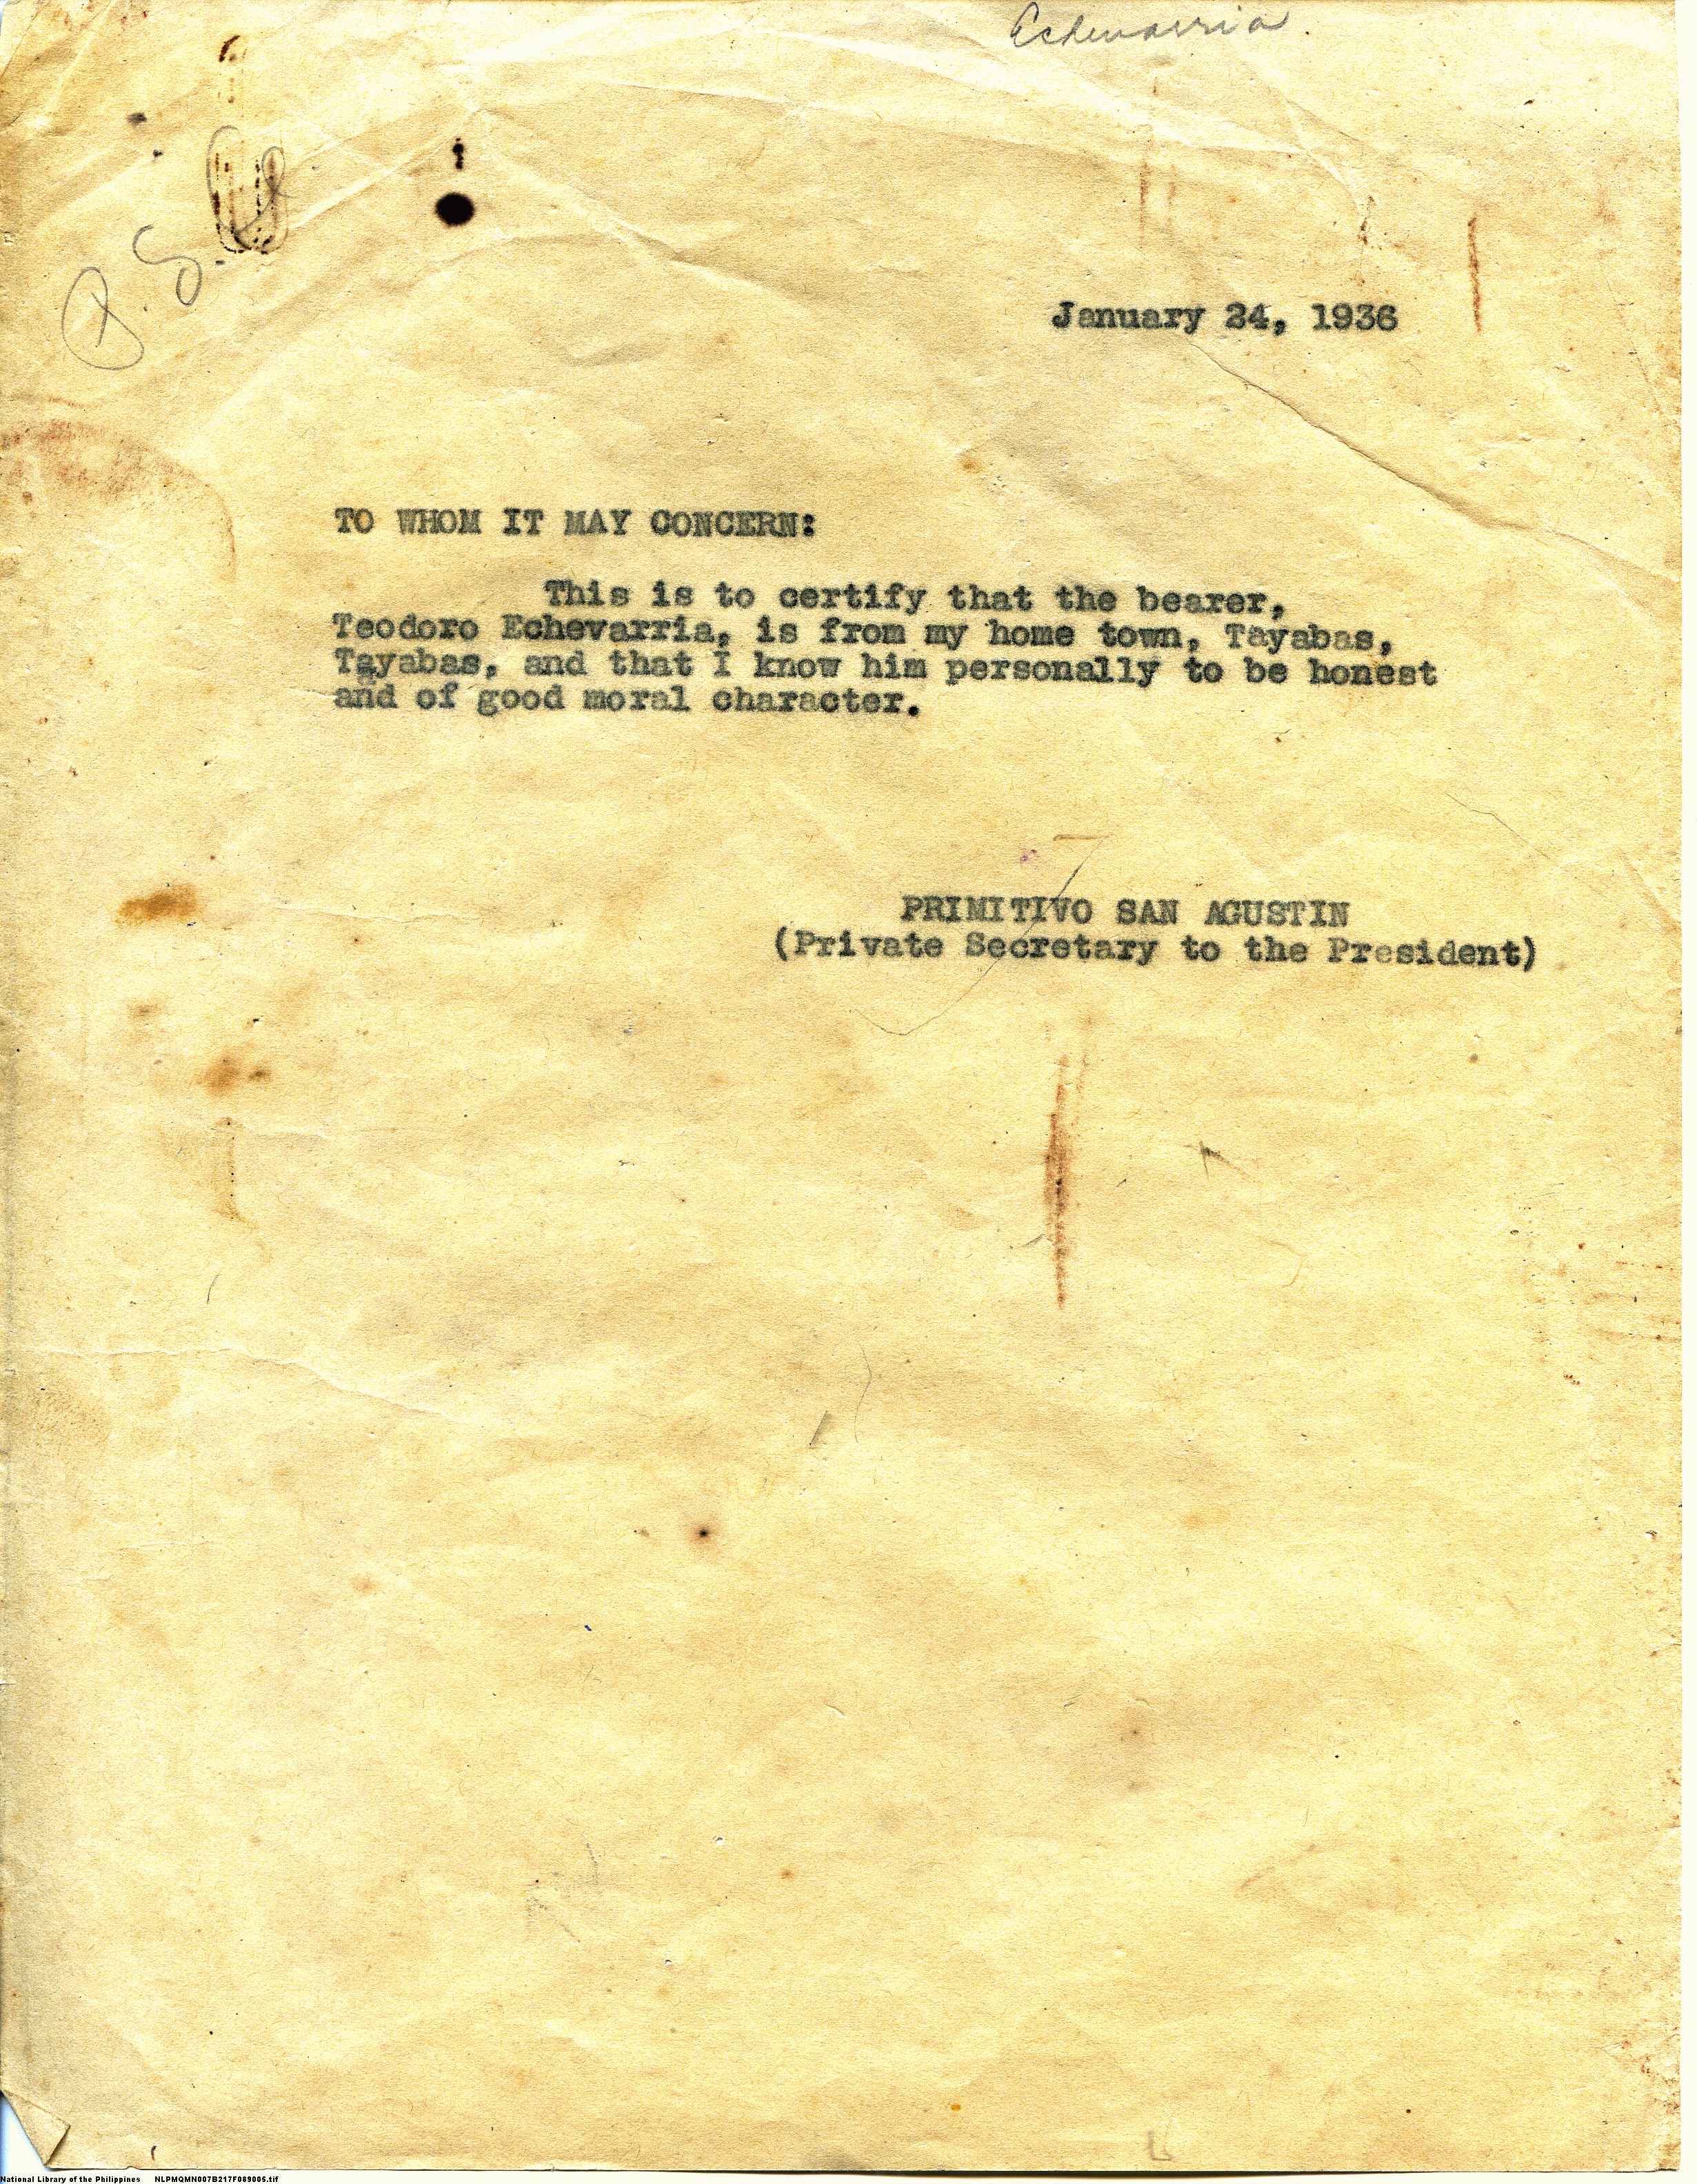 Echevarria.
P. S. A
January 24, 1936
TO WHOM IT MAY CONCERN:
This is to certify that the bearer,
Teodoro Echevarria, is from my home town, Tayabas,
Tayabas, and that I know him personally to be honest
and of good moral character.
PRIMITIVO SAN AGUSTIN
(Private Secretary to the President)
National Library of the Philippines NLPMQMN007B217F089005.tif